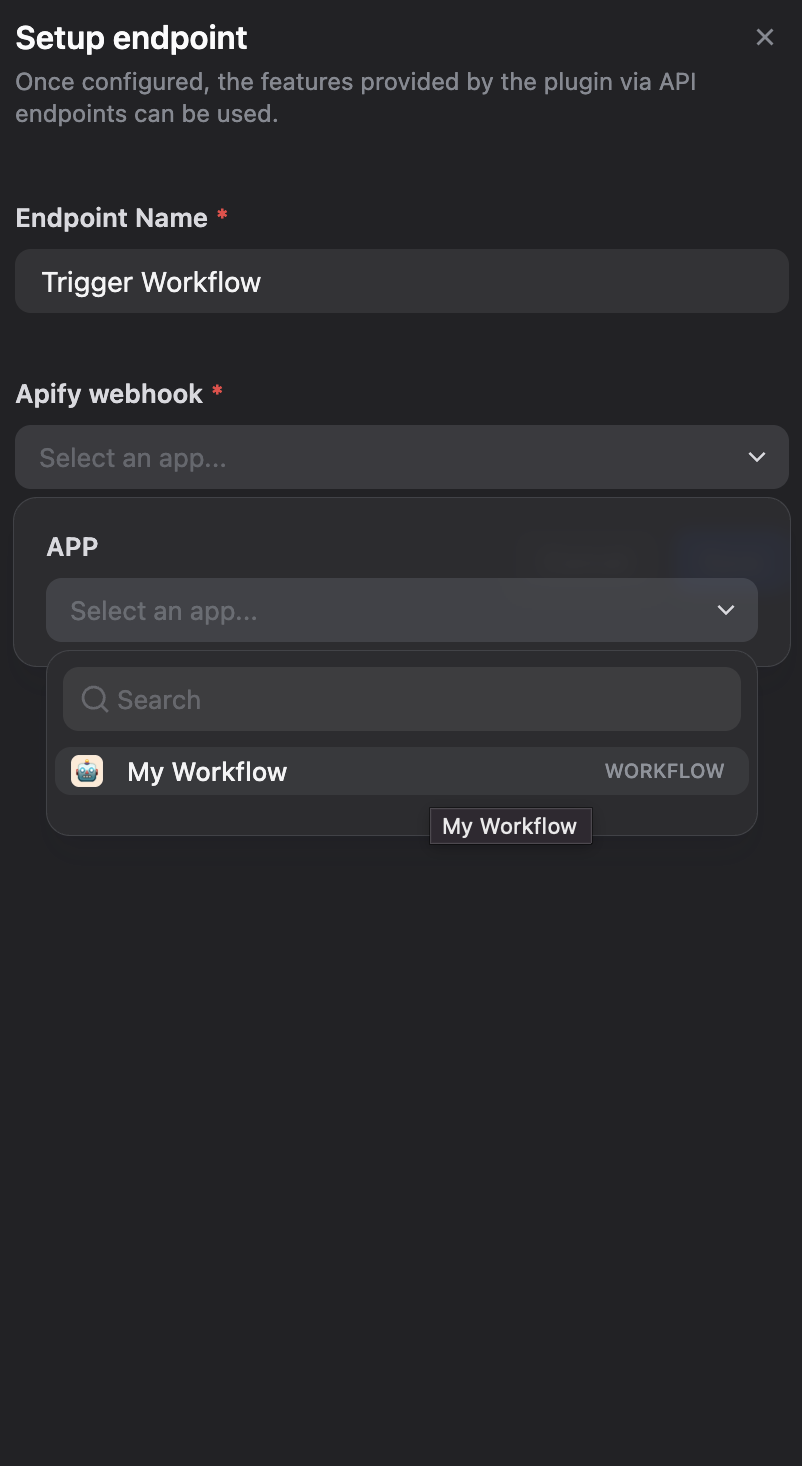 Setup endpoint
Once configured, the features provided by the plugin via API
endpoints can be used.
Endpoint Name *
Trigger Workflow
Apify webhook *
Select an app...
APP
Select an app...
Search
My Workflow WORKFLOW
My Workflow